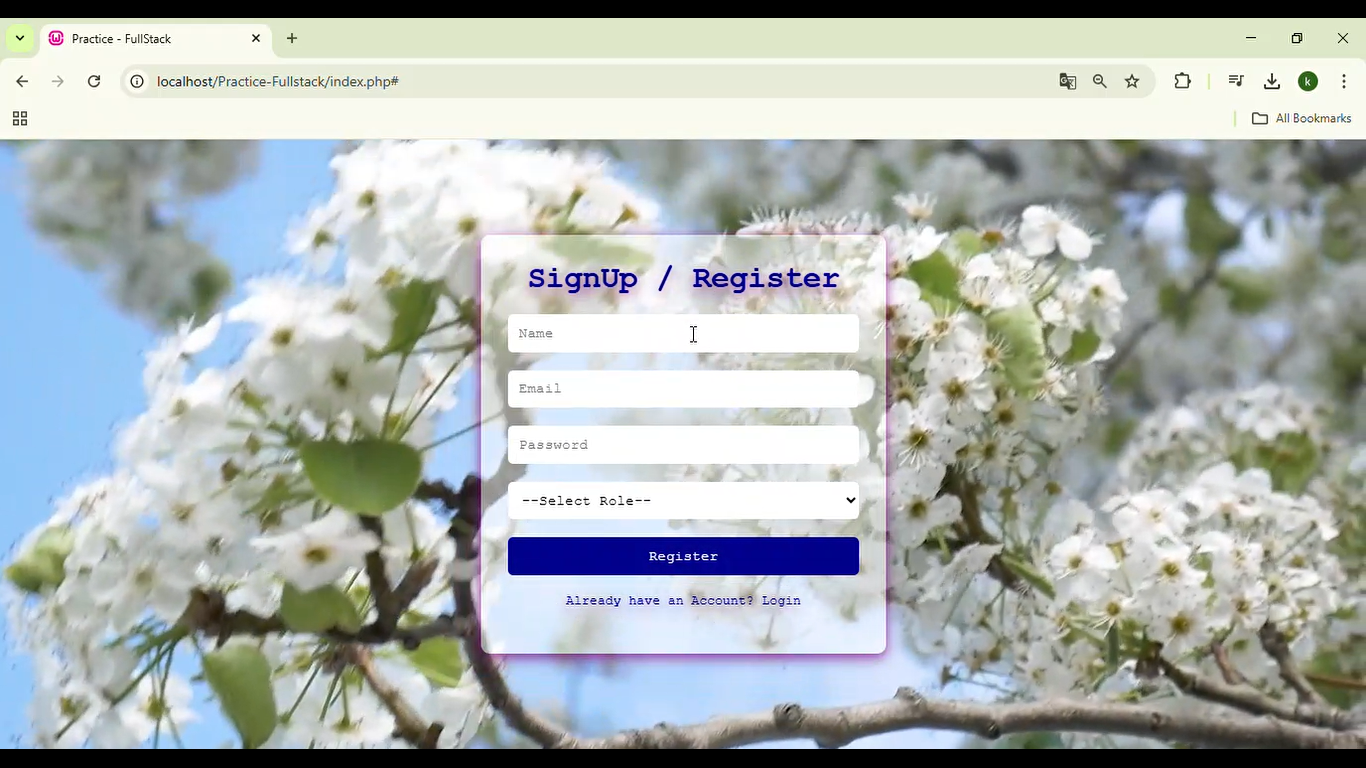 Practice - FullStack
localhost/Practice-Fullstack/index.php#
k
All Bookmarks
SignUp / Register
Name
Email
Password
--Select Role--
Register
Already have an Account? Login